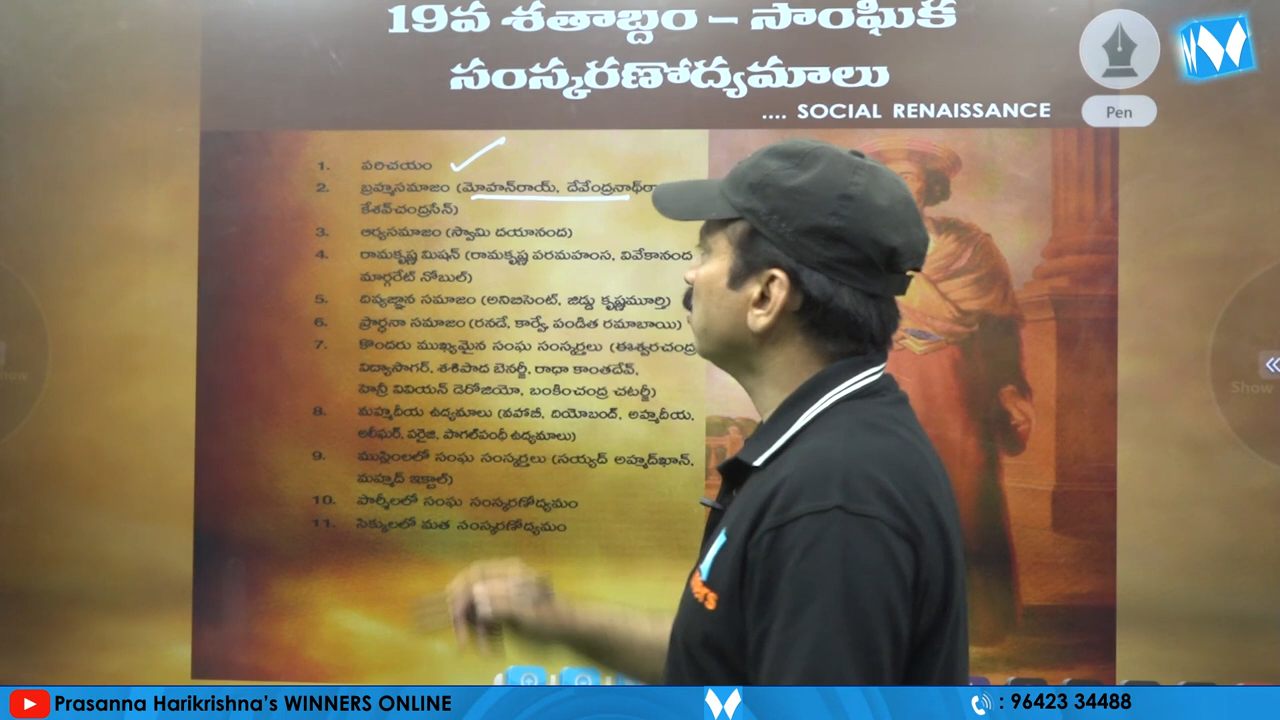 19వ శతాబ్దం – సాంఘిక
సంస్కరణోద్యమాలు
.... SOCIAL RENAISSANCE
Pen
1. పరిచయం
2. బ్రహ్మసమాజం (మోహన్‌రాయ్, దేవేంద్రనాథ్‌రా
కేశవ్‌చంద్రసేన్)
3. ఆర్యసమాజం (స్వామి దయానంద)
4. రామకృష్ణ మిషన్ (రామకృష్ణ పరమహంస, వివేకానంద
మార్గరేట్ నోబుల్)
5. దివ్యజ్ఞాన సమాజం (అనిబిసెంట్, జిడ్డు కృష్ణమూర్తి)
6. ప్రార్థనా సమాజం (రనడే, కార్వే, పండిత రమాబాయి)
7. కొందరు ముఖ్యమైన సంఘ సంస్కర్తలు (ఈశ్వరచంద్ర
విద్యాసాగర్, శశిపాద బెనర్జీ, రాధా కాంతదేవ్,
హెన్రీ వివియన్ డెరోజియో, బంకించంద్ర చటర్జీ)
8. మహ్మదీయ ఉద్యమాలు (వహాబీ, దియోబంద్, అహ్మదీయ,
అలీఘర్, ఫరైజి, పాగల్‌పంథీ ఉద్యమాలు)
9. ముస్లింలలో సంఘ సంస్కర్తలు (సయ్యద్ అహ్మద్‌ఖాన్,
మహ్మద్ ఇక్బాల్)
10. పార్శీలలో సంఘ సంస్కరణోద్యమం
11. సిక్కులలో మత సంస్కరణోద్యమం
Show
Prasanna Harikrishna's WINNERS ONLINE
: 96423 34488